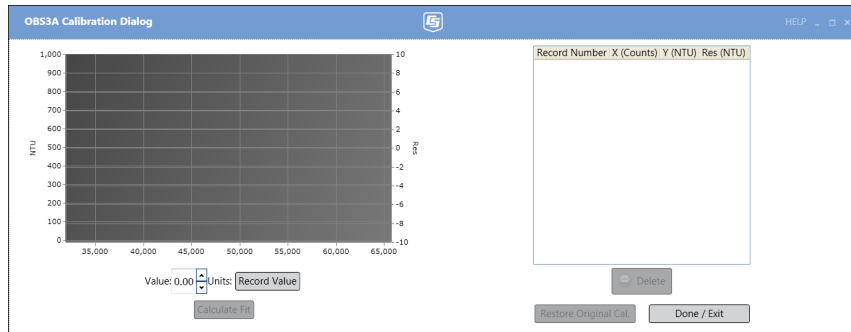 OBS3A Calibration Dialog
HELP
Record Number X (Counts) Y (NTU) Res (NTU)
1,000
900
800
700
600
500
400
300
200
100
0
NTU
10
8
6
4
2
0
-2
-4
-6
-8
-10
Res
35,000 40,000 45,000 50,000 55,000 60,000 65,000
Value: 0.00 Units: Record Value
Calculate Fit
Delete
Restore Original Cal. Done / Exit